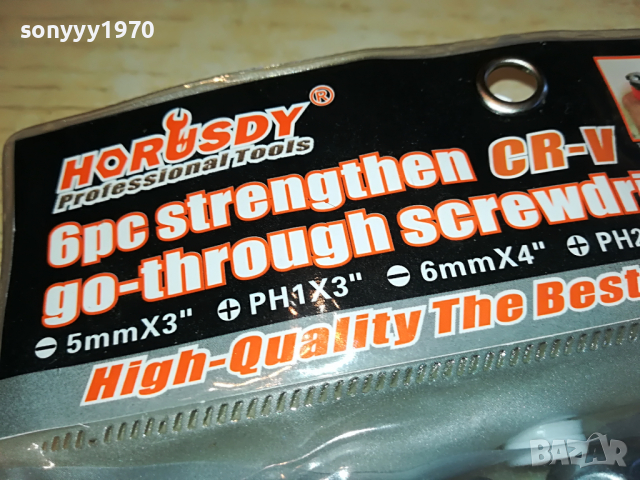 sonyyy1970
HORUSDY®
Professional Tools
6pc strengthen CR-V
go-through screwdri
⊖ 5mmX3" ⊕ PH1X3" ⊖ 6mmX4" ⊕ PH2
High-Quality The Best
BAZAR